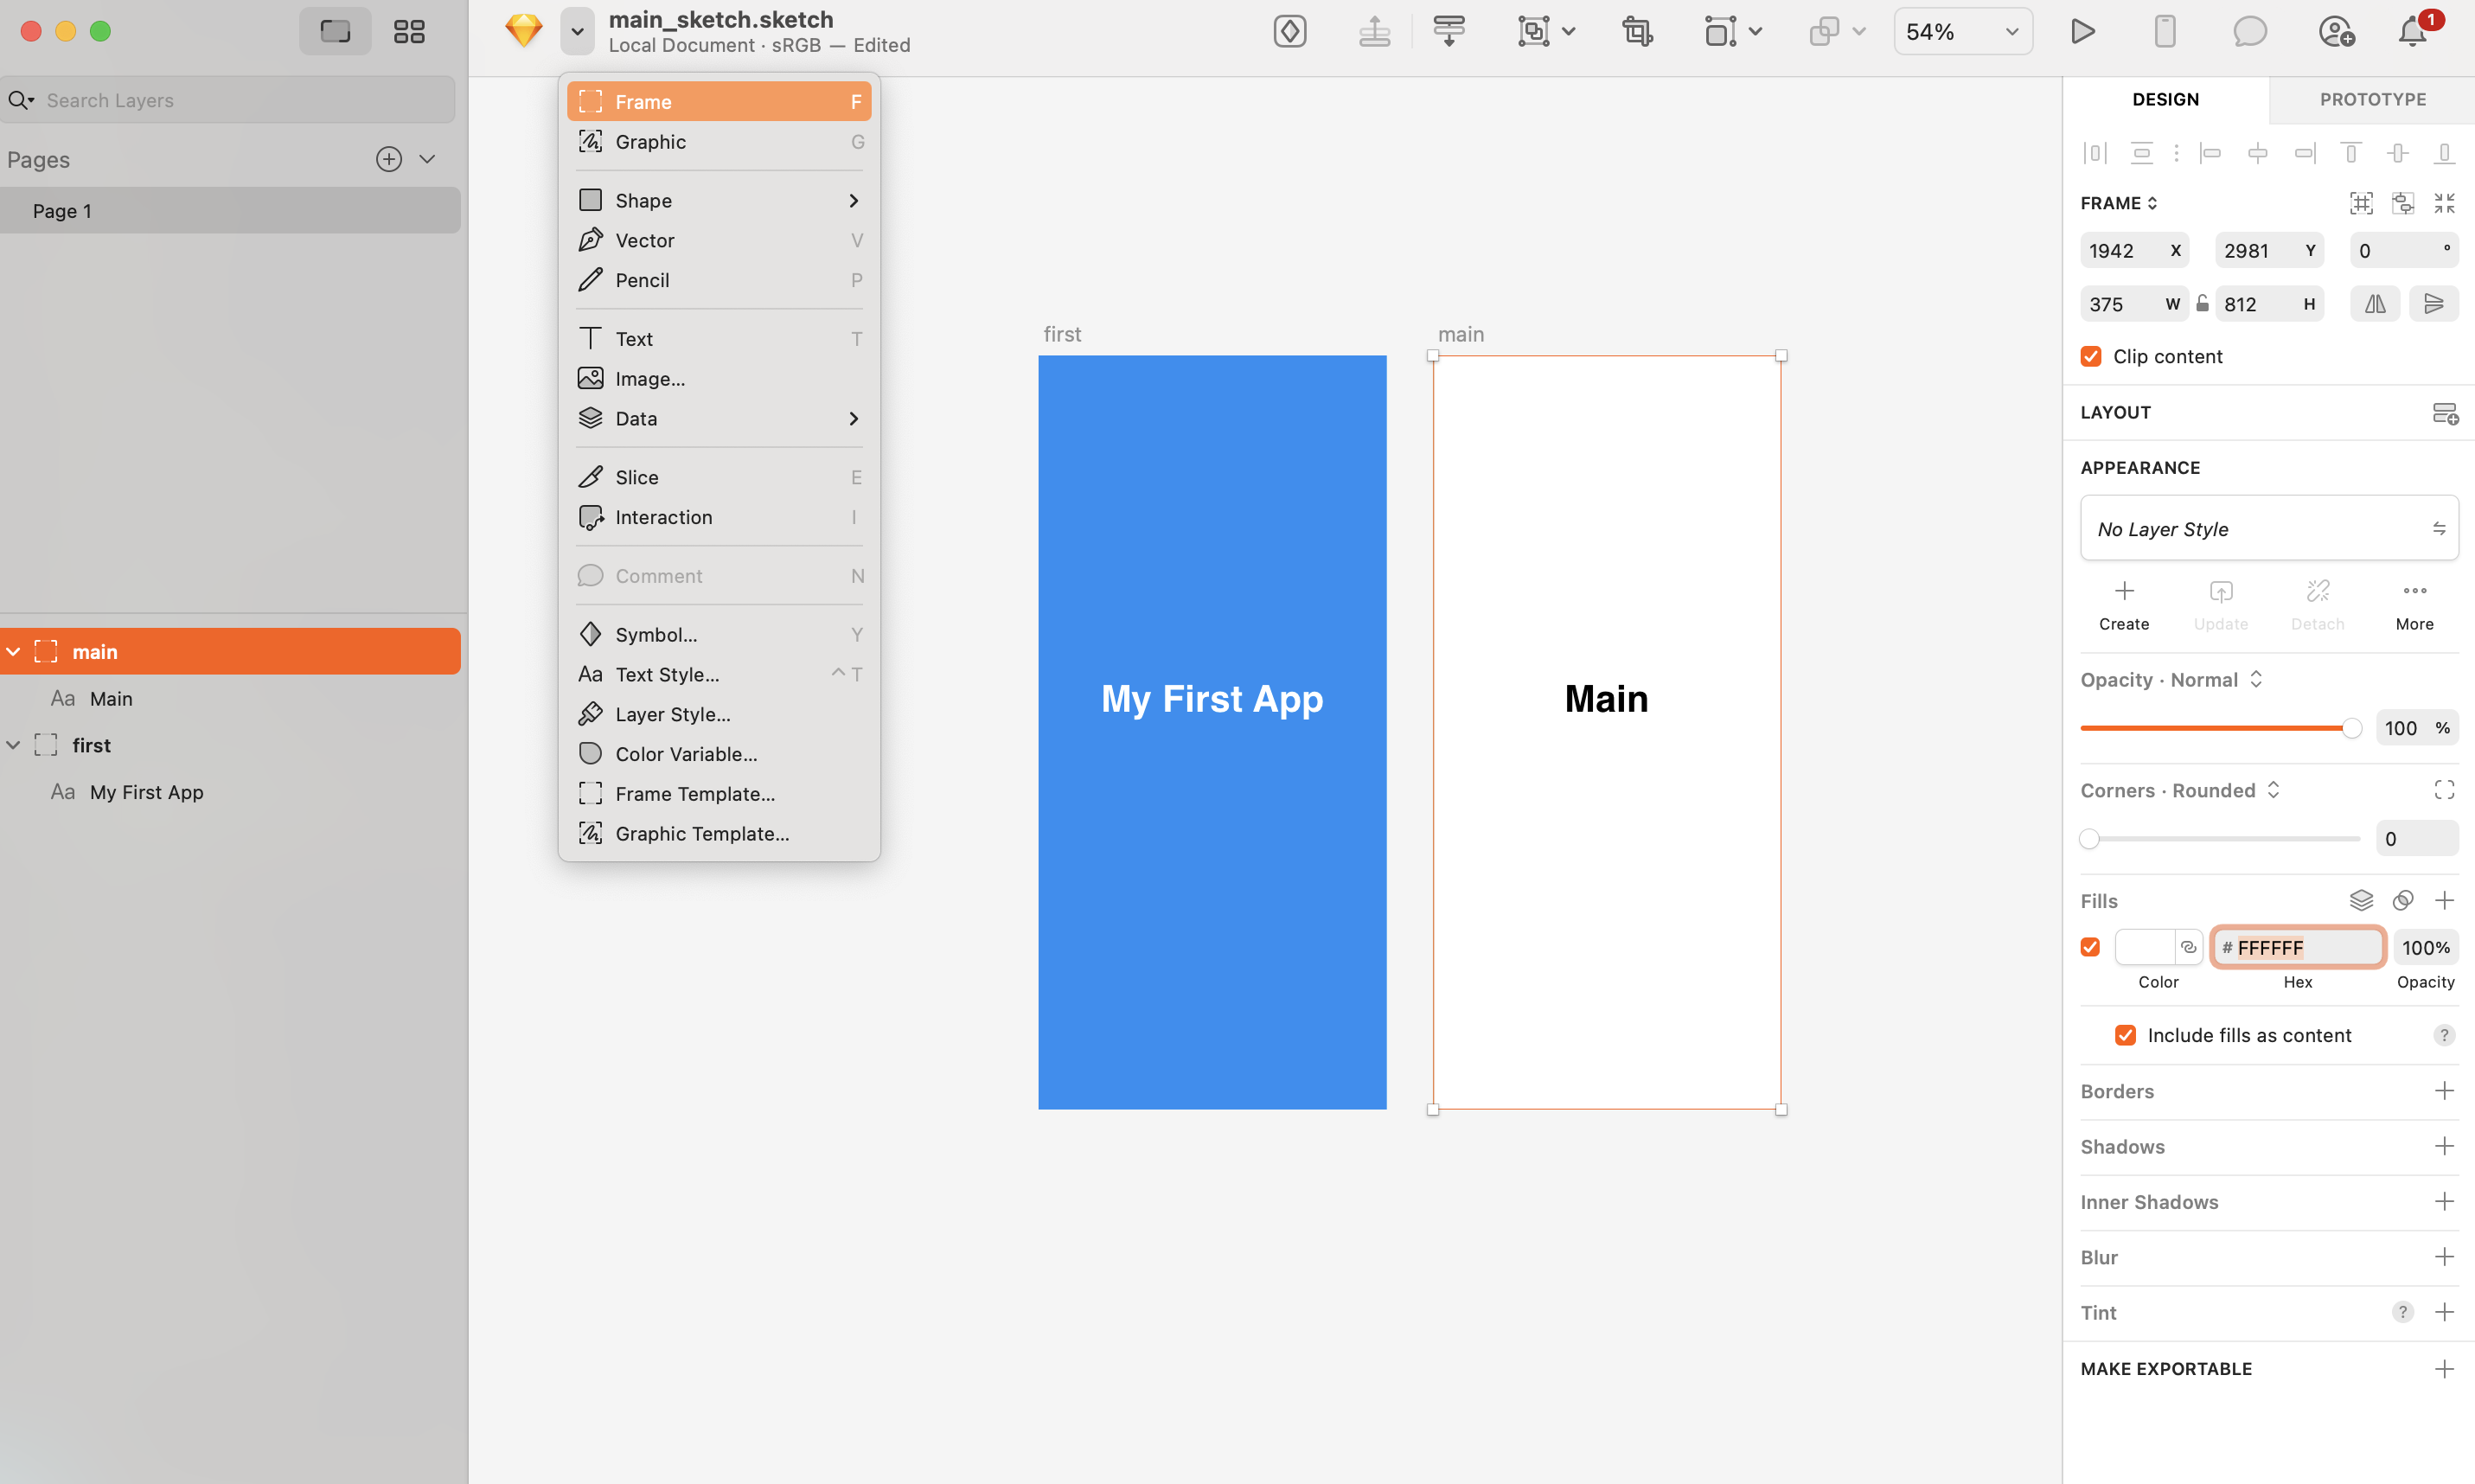 main_sketch.sketch
Local Document · sRGB — Edited
54%
1
Search Layers
Pages
Page 1
main
Aa Main
first
Aa My First App
Frame F
Graphic G
Shape
Vector V
Pencil P
Text T
Image...
Data
Slice E
Interaction I
Comment N
Symbol... Y
Aa Text Style... ^ T
Layer Style...
Color Variable...
Frame Template...
Graphic Template...
first
My First App
main
Main
DESIGN PROTOTYPE
FRAME
1942 X 2981 Y 0 °
375 W 812 H
Clip content
LAYOUT
APPEARANCE
No Layer Style
Create Update Detach More
Opacity · Normal
100 %
Corners · Rounded
0
Fills
# FFFFFF 100%
Color Hex Opacity
Include fills as content ?
Borders
Shadows
Inner Shadows
Blur
Tint ?
MAKE EXPORTABLE